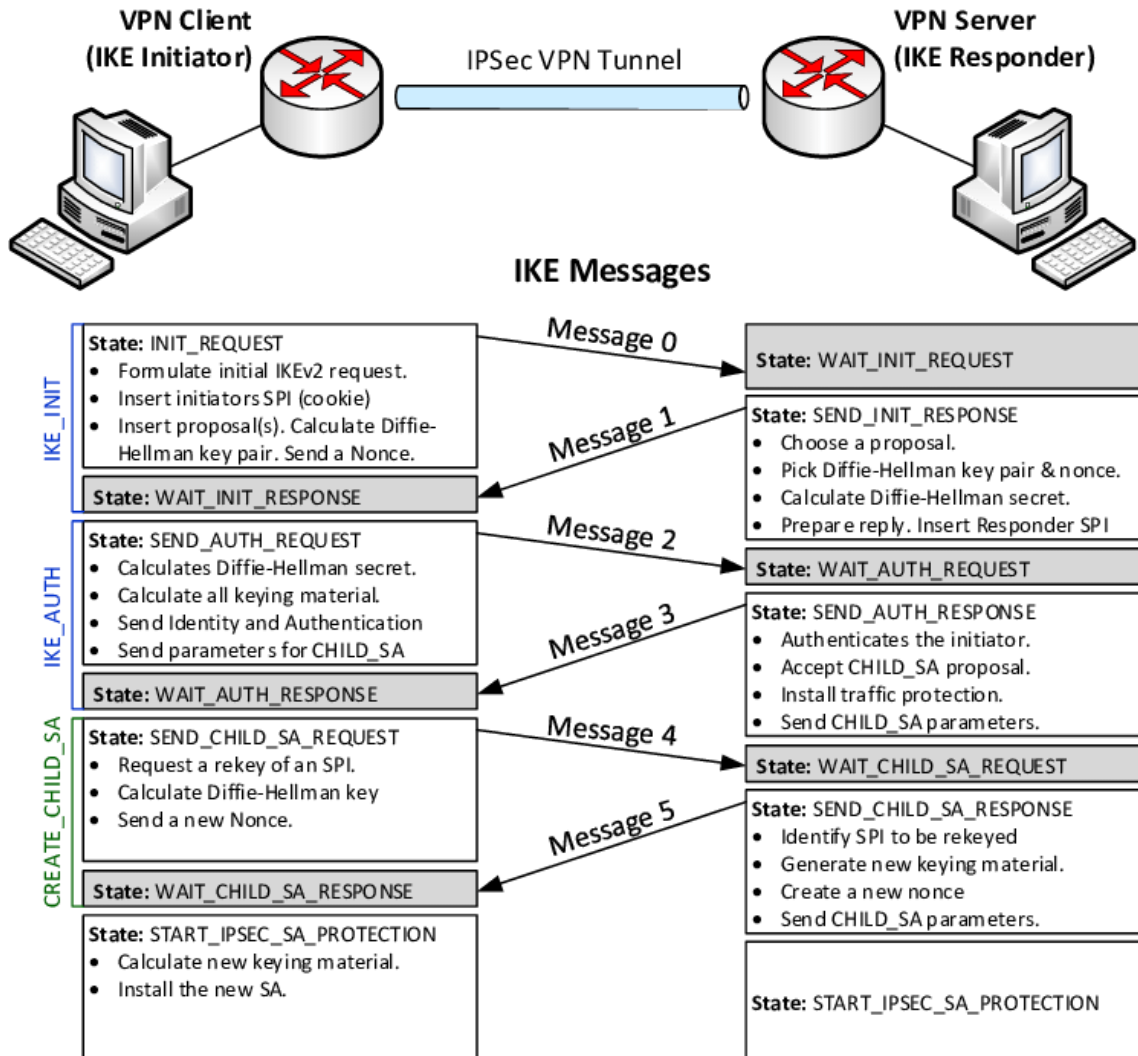 VPN Client
(IKE Initiator)
IPSec VPN Tunnel
VPN Server
(IKE Responder)
IKE Messages
IKE_INIT
State: INIT_REQUEST
• Formulate initial IKEv2 request.
• Insert initiators SPI (cookie)
• Insert proposal(s). Calculate Diffie-
Hellman key pair. Send a Nonce.
State: WAIT_INIT_RESPONSE
Message 0
Message 1
State: WAIT_INIT_REQUEST
State: SEND_INIT_RESPONSE
• Choose a proposal.
• Pick Diffie-Hellman key pair & nonce.
• Calculate Diffie-Hellman secret.
• Prepare reply. Insert Responder SPI
IKE_AUTH
State: SEND_AUTH_REQUEST
• Calculates Diffie-Hellman secret.
• Calculate all keying material.
• Send Identity and Authentication
• Send parameters for CHILD_SA
State: WAIT_AUTH_RESPONSE
Message 2
Message 3
State: WAIT_AUTH_REQUEST
State: SEND_AUTH_RESPONSE
• Authenticates the initiator.
• Accept CHILD_SA proposal.
• Install traffic protection.
• Send CHILD_SA parameters.
CREATE_CHILD_SA
State: SEND_CHILD_SA_REQUEST
• Request a rekey of an SPI.
• Calculate Diffie-Hellman key
• Send a new Nonce.
State: WAIT_CHILD_SA_RESPONSE
Message 4
Message 5
State: WAIT_CHILD_SA_REQUEST
State: SEND_CHILD_SA_RESPONSE
• Identify SPI to be rekeyed
• Generate new keying material.
• Create a new nonce
• Send CHILD_SA parameters.
State: START_IPSEC_SA_PROTECTION
• Calculate new keying material.
• Install the new SA.
State: START_IPSEC_SA_PROTECTION